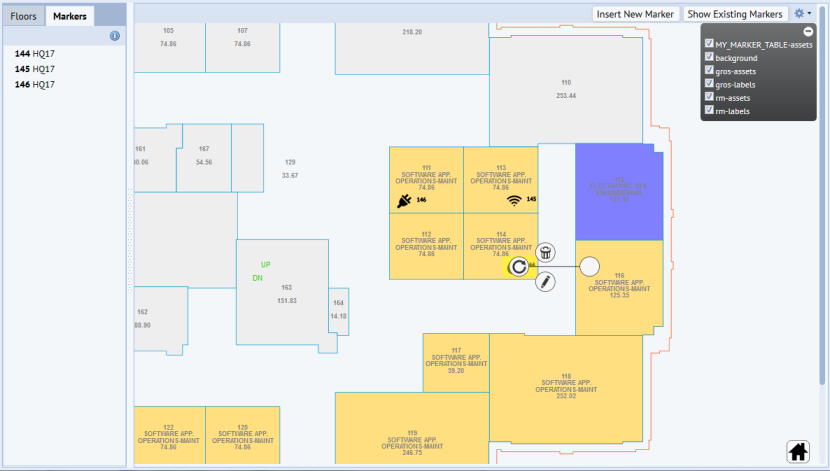 Floors Markers
Insert New Marker Show Existing Markers
144 HQ17
145 HQ17
146 HQ17
MY_MARKER_TABLE-assets
background
gros-assets
gros-labels
rm-assets
rm-labels
105
74.86
107
74.86
218.20
110
253.44
161
167
54.56
129
33.67
111
SOFTWARE APP.
OPERATIONS-MAINT
74.86
146
113
SOFTWARE APP.
OPERATIONS-MAINT
74.86
145
112
SOFTWARE APP.
OPERATIONS-MAINT
74.86
114
SOFTWARE APP.
OPERATIONS-MAINT
74.86
116
SOFTWARE APP.
OPERATIONS-MAINT
125.35
UP
DN
163
151.83
164
14.18
162
88.90
117
SOFTWARE APP.
OPERATIONS-MAINT
59.20
118
SOFTWARE APP.
OPERATIONS-MAINT
252.02
122
SOFTWARE APP.
OPERATIONS-MAINT
74.86
120
SOFTWARE APP.
OPERATIONS-MAINT
74.86
119
SOFTWARE APP.
OPERATIONS-MAINT
246.75